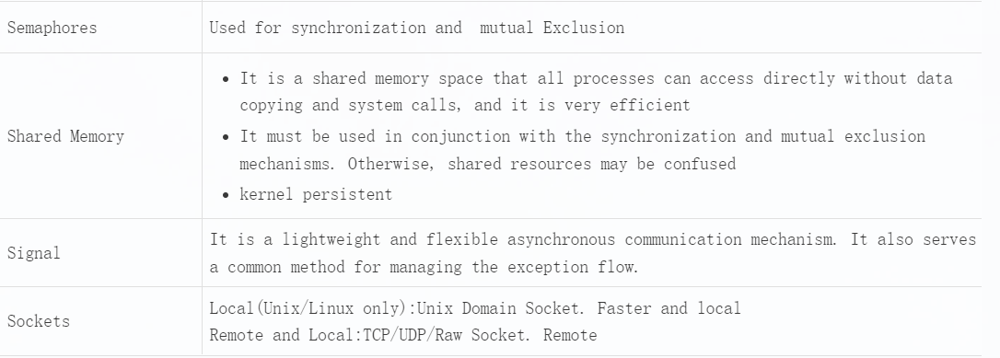 Semaphores
Used for synchronization and  mutual Exclusion
Shared Memory
• It is a shared memory space that all processes can access directly without data
copying and system calls, and it is very efficient
• It must be used in conjunction with the synchronization and mutual exclusion
mechanisms. Otherwise, shared resources may be confused
• kernel persistent
Signal
It is a lightweight and flexible asynchronous communication mechanism. It also serves
a common method for managing the exception flow.
Sockets
Local(Unix/Linux only):Unix Domain Socket. Faster and local
Remote and Local:TCP/UDP/Raw Socket. Remote